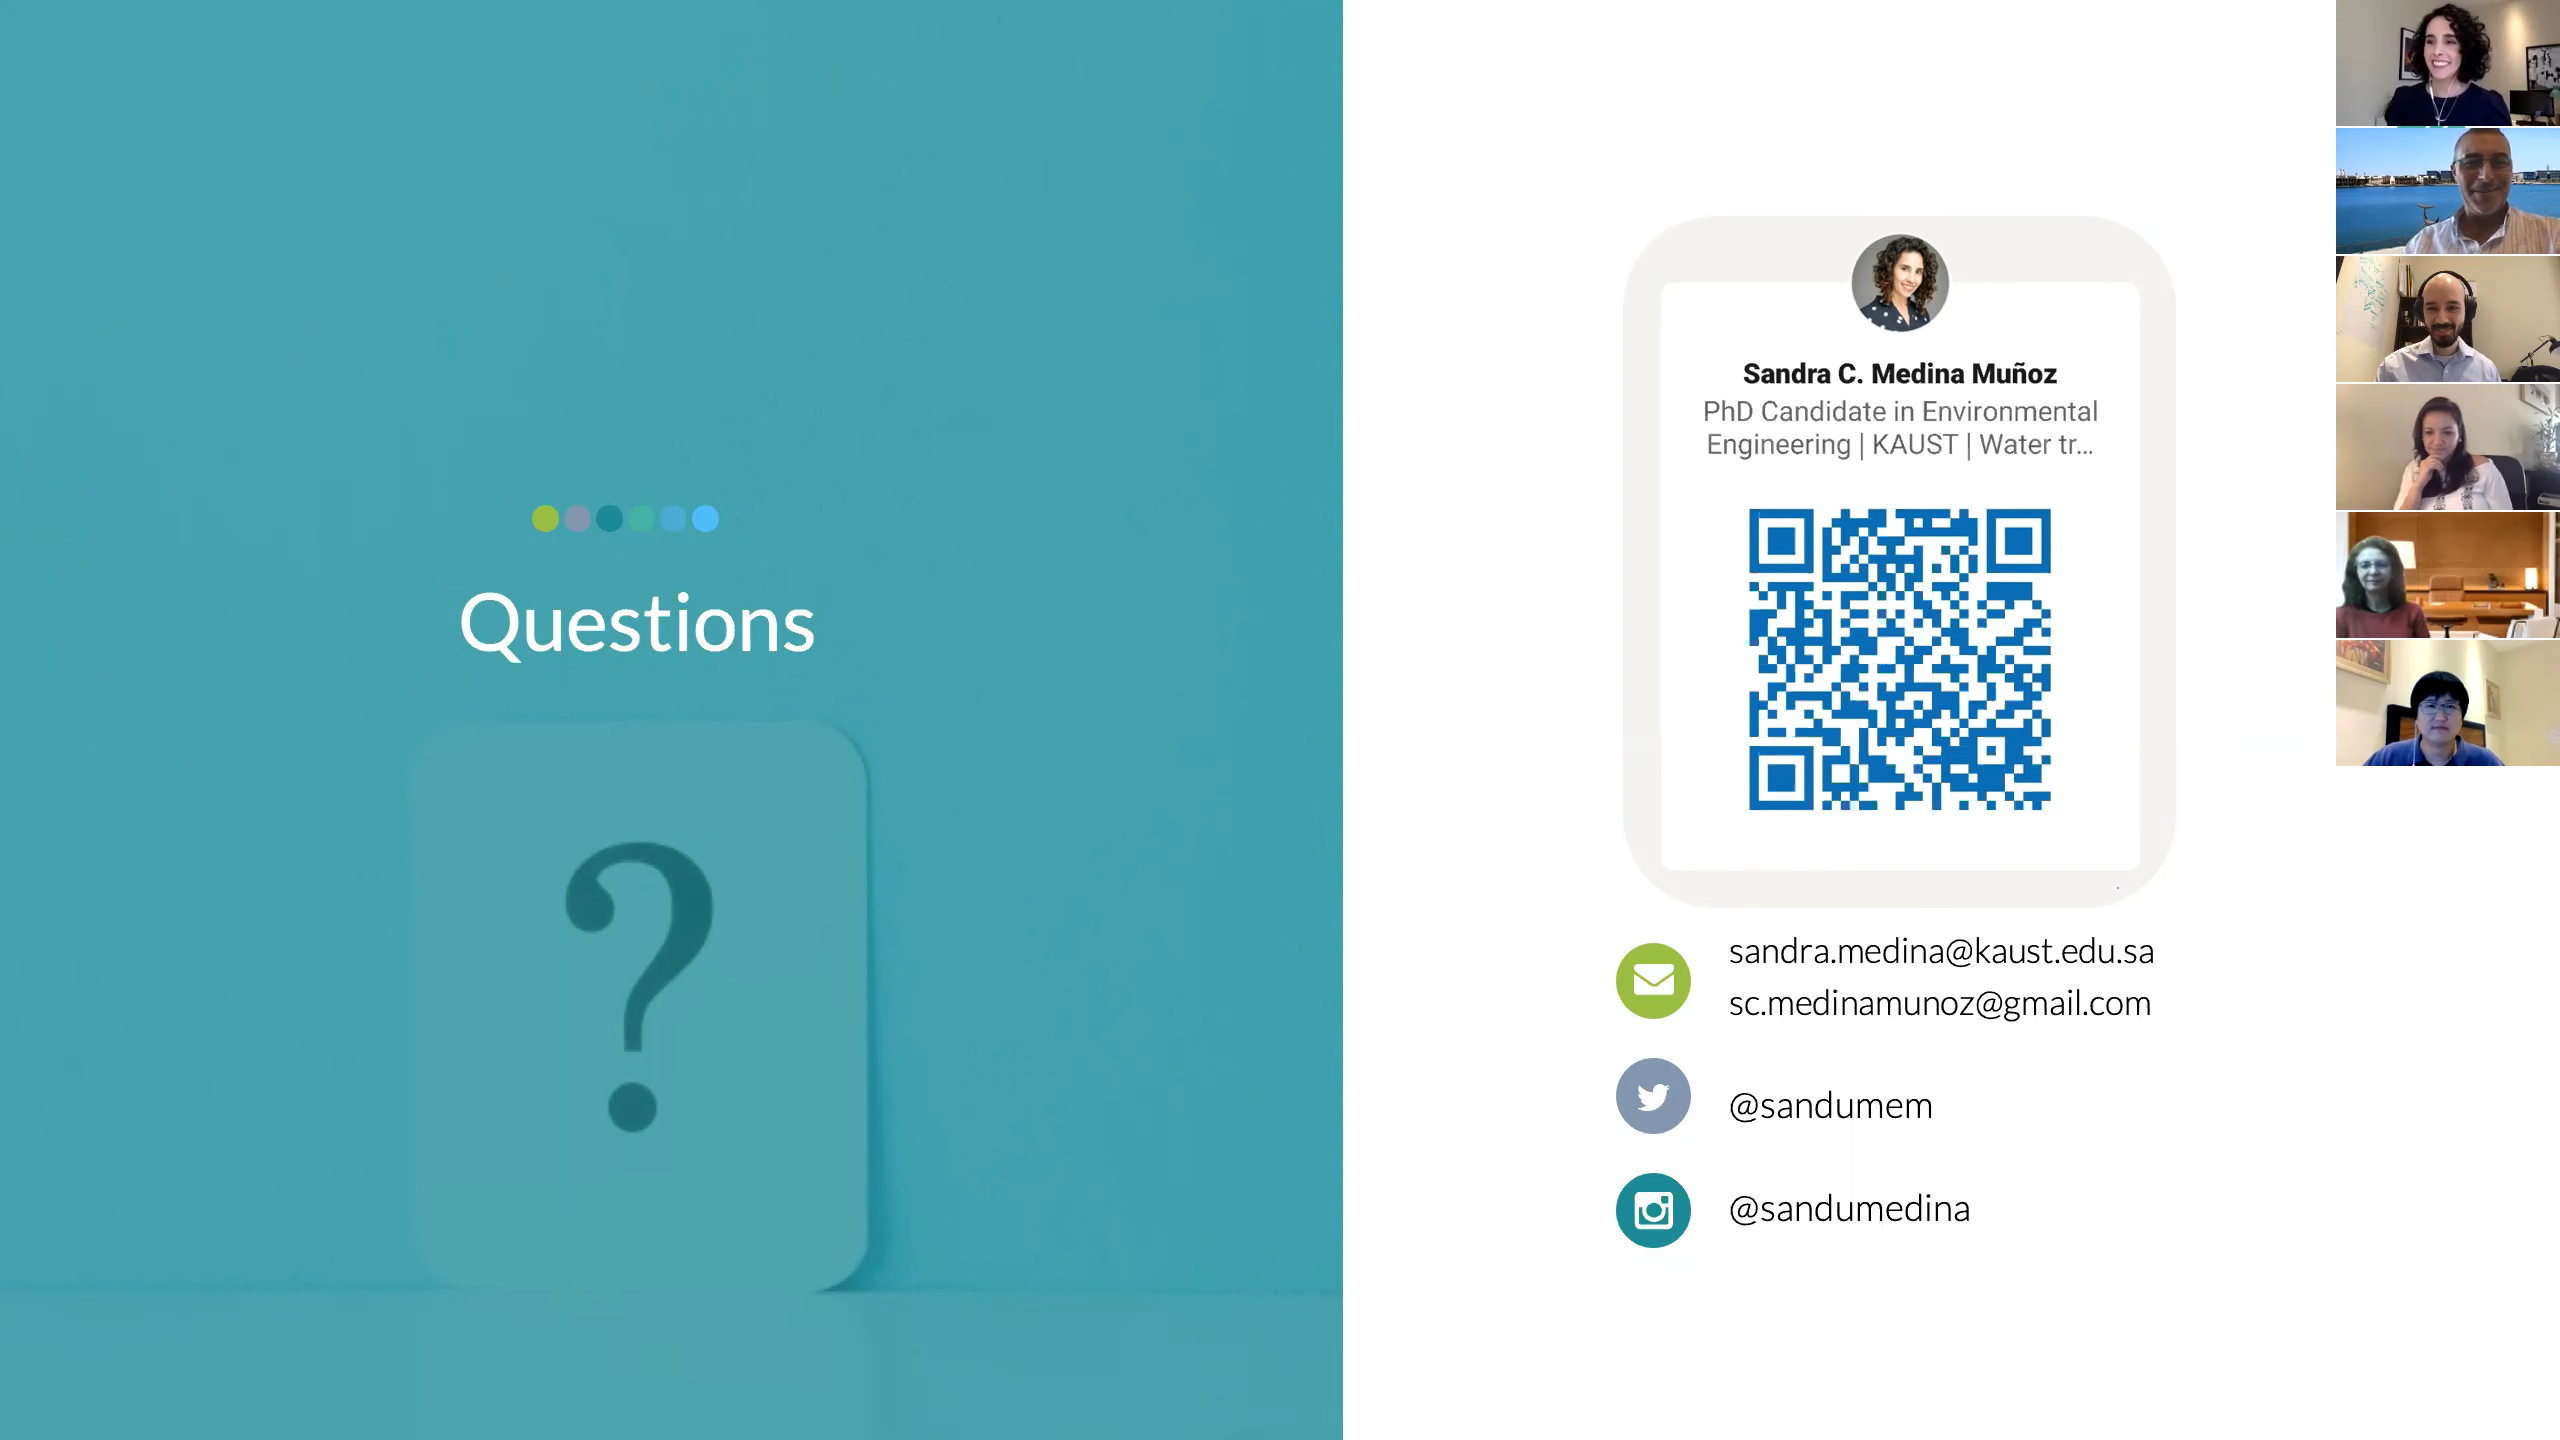 Questions
?
Sandra C. Medina Muñoz
PhD Candidate in Environmental
Engineering | KAUST | Water tr...
sandra.medina@kaust.edu.sa
sc.medinamunoz@gmail.com
@sandumem
@sandumedina